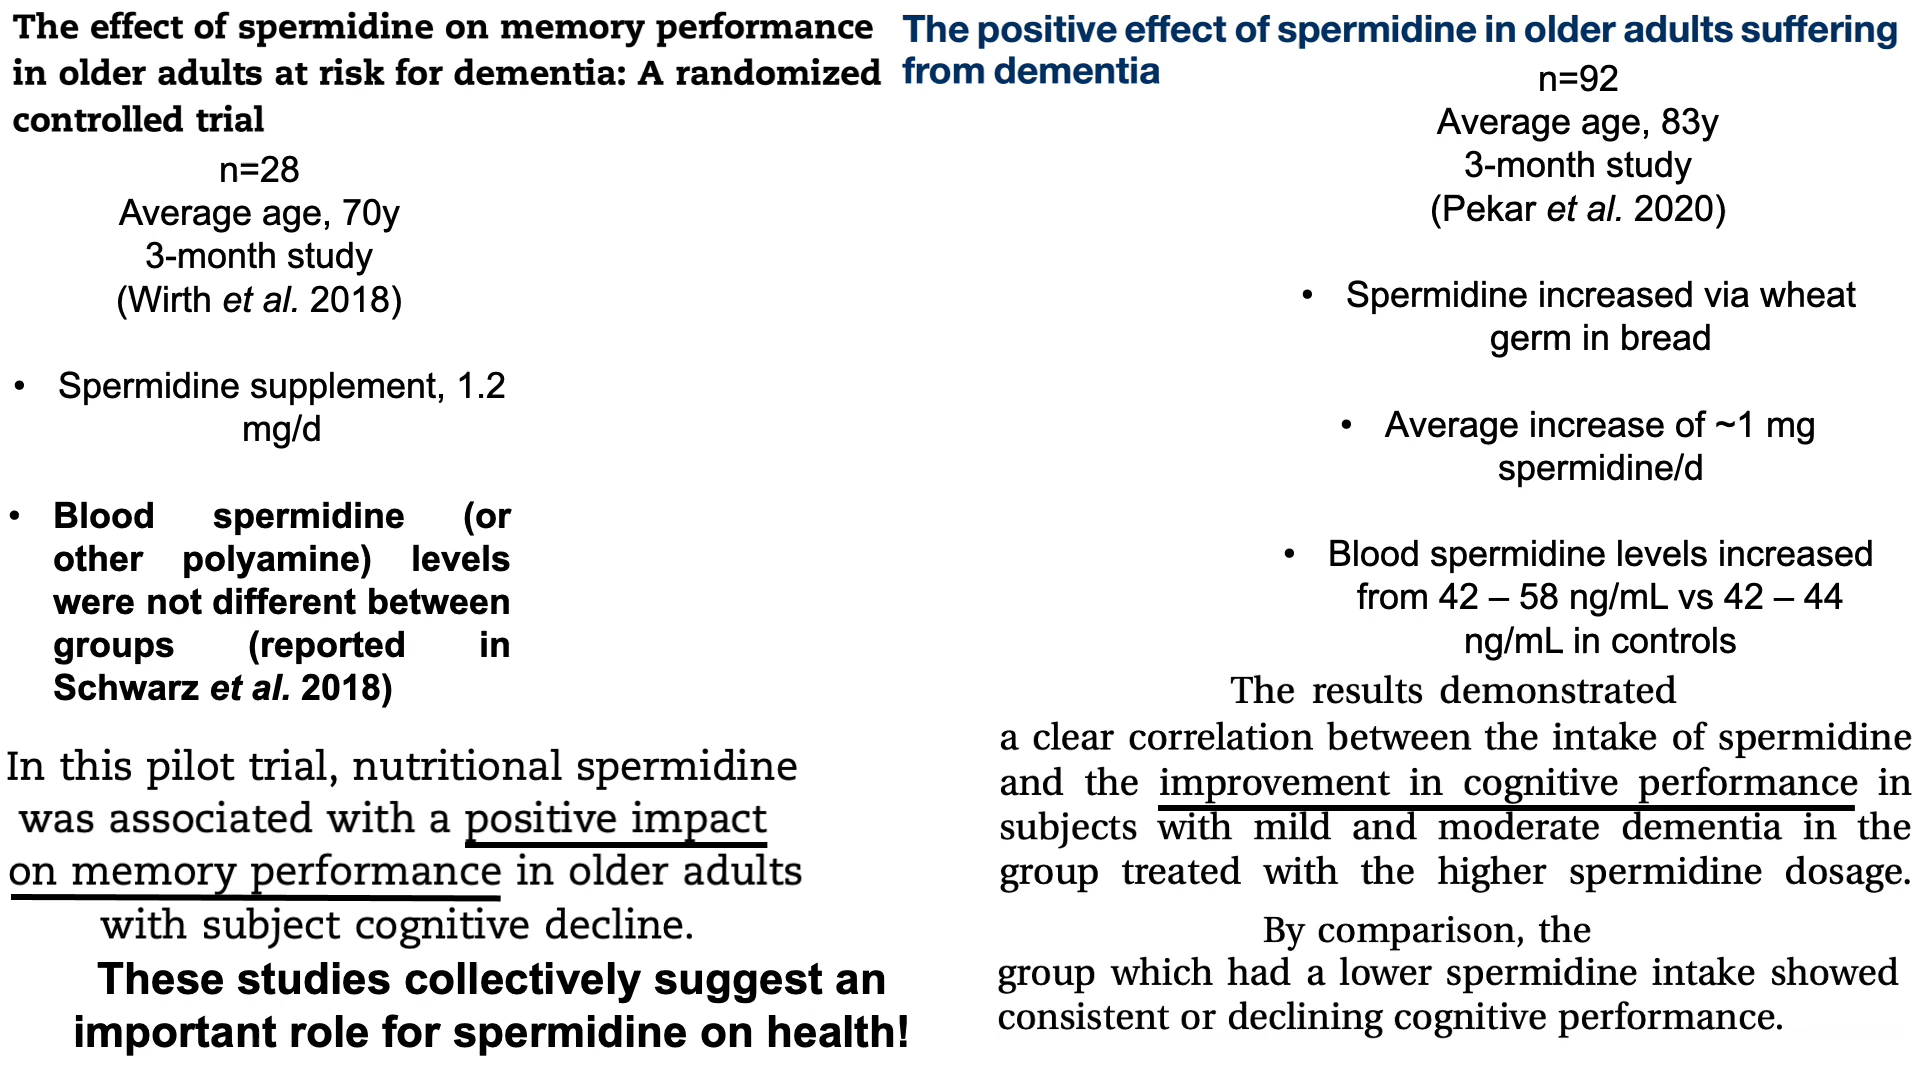 The effect of spermidine on memory performance
in older adults at risk for dementia: A randomized
controlled trial
n=28
Average age, 70y
3-month study
(Wirth et al. 2018)
• Spermidine supplement, 1.2
mg/d
• Blood spermidine (or
other polyamine) levels
were not different between
groups (reported in
Schwarz et al. 2018)
In this pilot trial, nutritional spermidine
was associated with a positive impact
on memory performance in older adults
with subject cognitive decline.
These studies collectively suggest an
important role for spermidine on health!
The positive effect of spermidine in older adults suffering
from dementia
n=92
Average age, 83y
3-month study
(Pekar et al. 2020)
• Spermidine increased via wheat
germ in bread
• Average increase of ~1 mg
spermidine/d
• Blood spermidine levels increased
from 42 – 58 ng/mL vs 42 – 44
ng/mL in controls
The results demonstrated
a clear correlation between the intake of spermidine
and the improvement in cognitive performance in
subjects with mild and moderate dementia in the
group treated with the higher spermidine dosage.
By comparison, the
group which had a lower spermidine intake showed
consistent or declining cognitive performance.